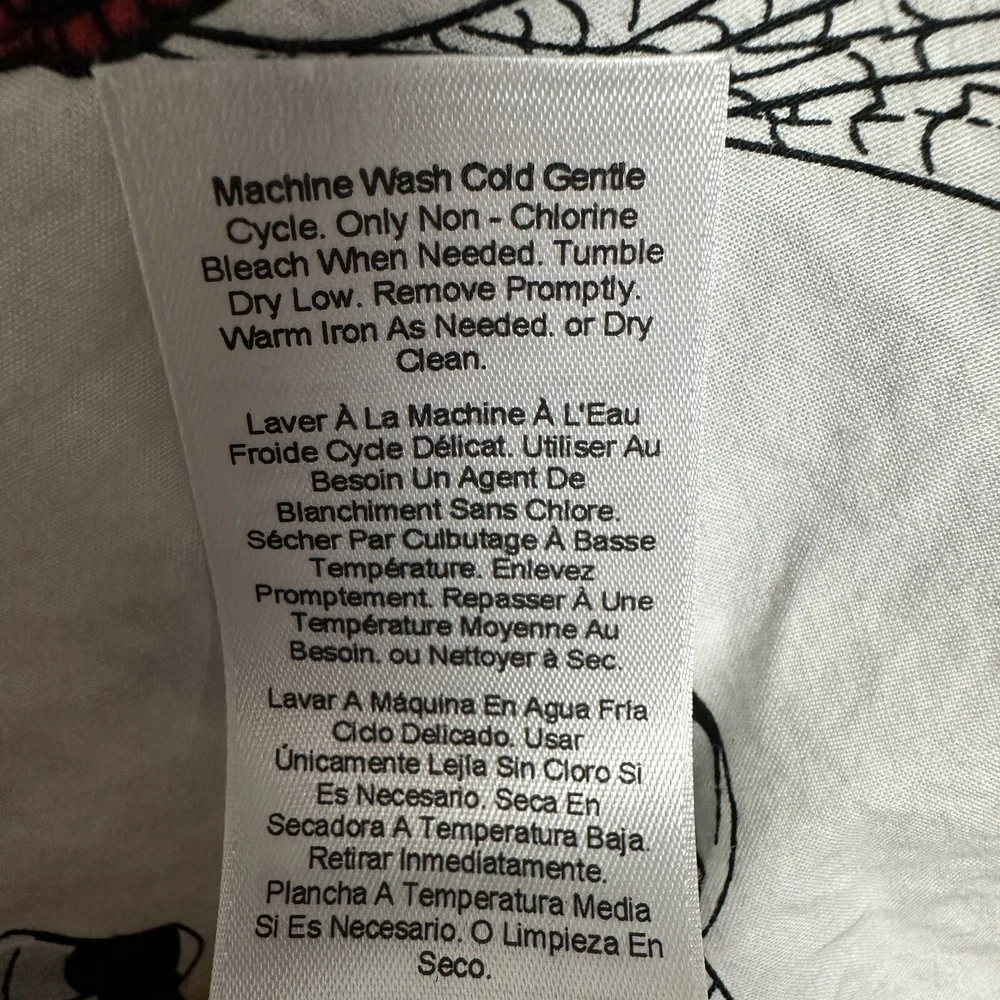 Machine Wash Cold Gentle
Cycle. Only Non - Chlorine
Bleach When Needed. Tumble
Dry Low. Remove Promptly.
Warm Iron As Needed. or Dry
Clean.
Laver À La Machine À L'Eau
Froide Cycle Délicat. Utiliser Au
Besoin Un Agent De
Blanchiment Sans Chlore.
Sécher Par Culbutage À Basse
Température. Enlevez
Promptement. Repasser À Une
Température Moyenne Au
Besoin. ou Nettoyer à Sec.
Lavar A Máquina En Agua Fría
Ciclo Delicado. Usar
Únicamente Lejía Sin Cloro Si
Es Necesario. Seca En
Secadora A Temperatura Baja.
Retirar Inmediatamente.
Plancha A Temperatura Media
Si Es Necesario. O Limpieza En
Seco.